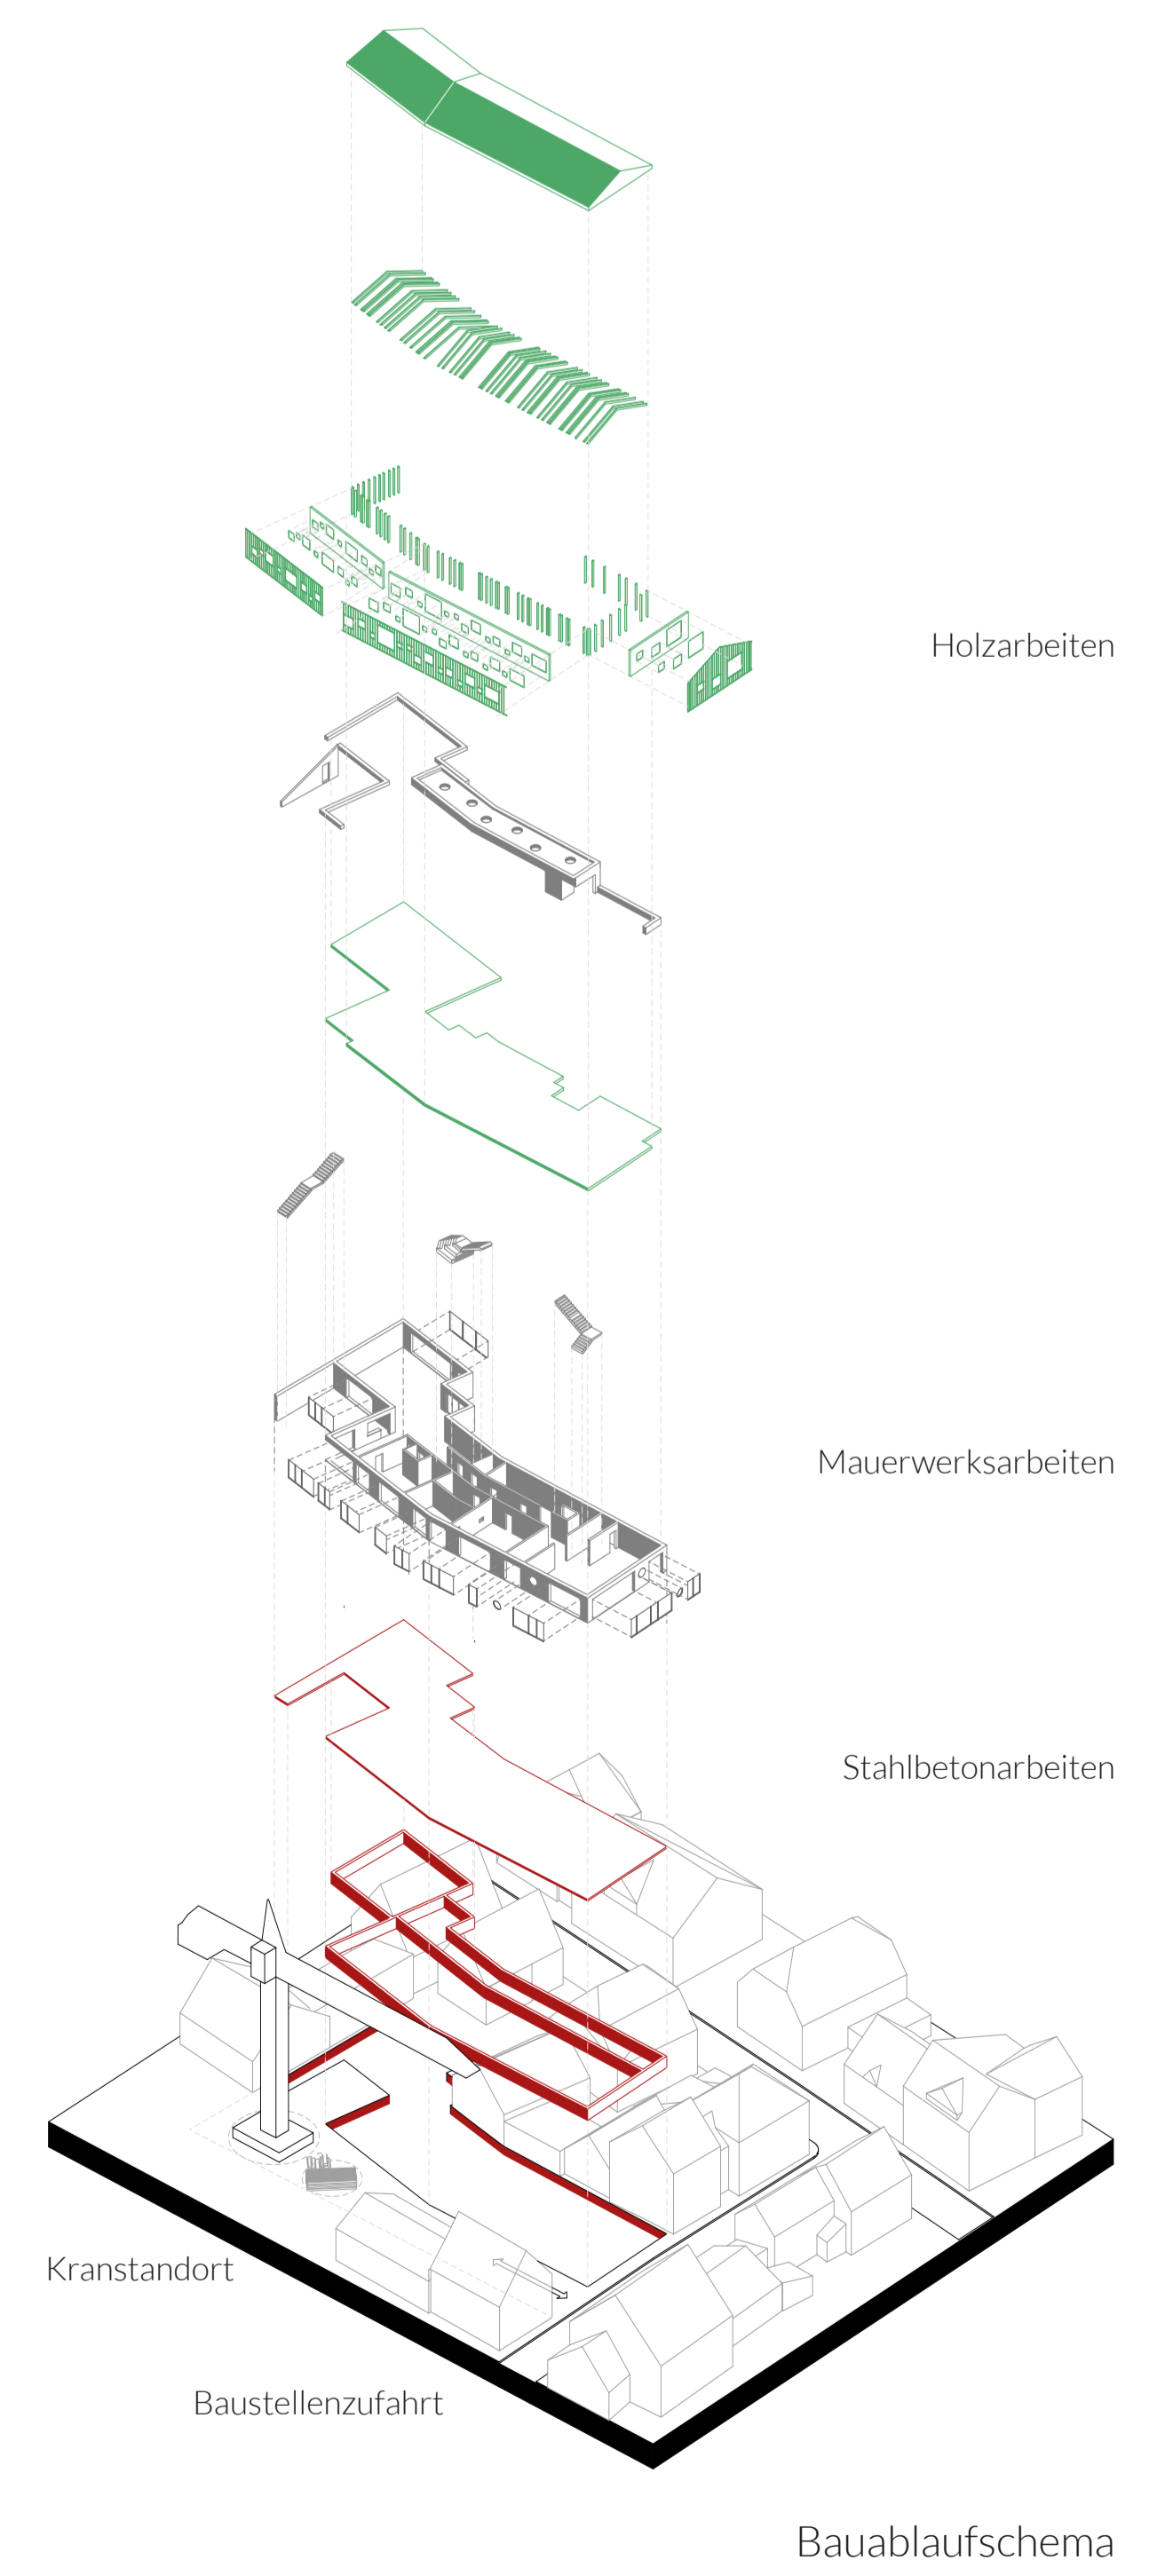 Holzarbeiten
Mauerwerksarbeiten
Stahlbetonarbeiten
Kranstandort
Baustellenzufahrt
Bauablaufschema